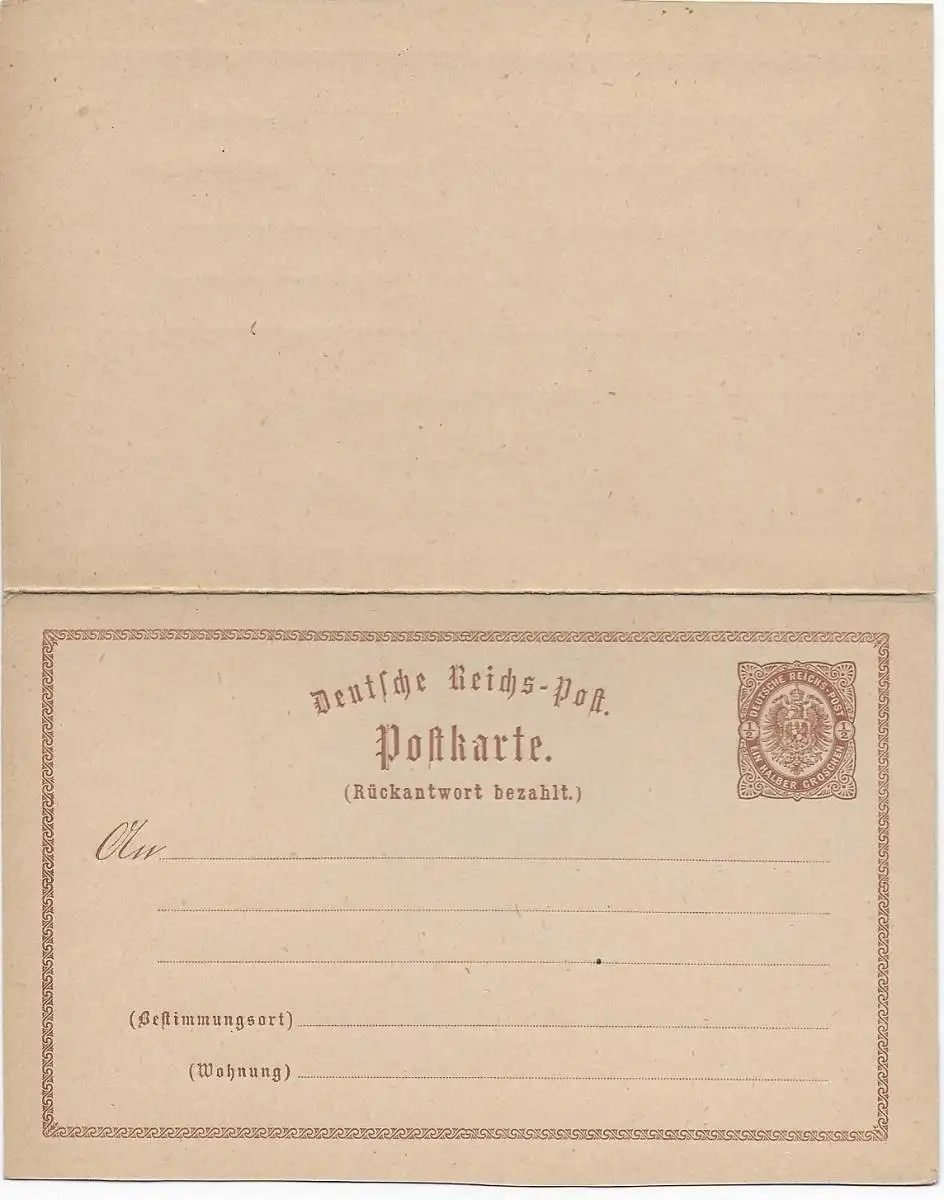 Deutſche Reichs-Poſt.
Poſtkarte.
(Rückantwort bezahlt.)
DEUTSCHE REICHS-POST
½ ½
EIN HALBER GROSCHEN
An
(Beſtimmungsort)
(Wohnung)